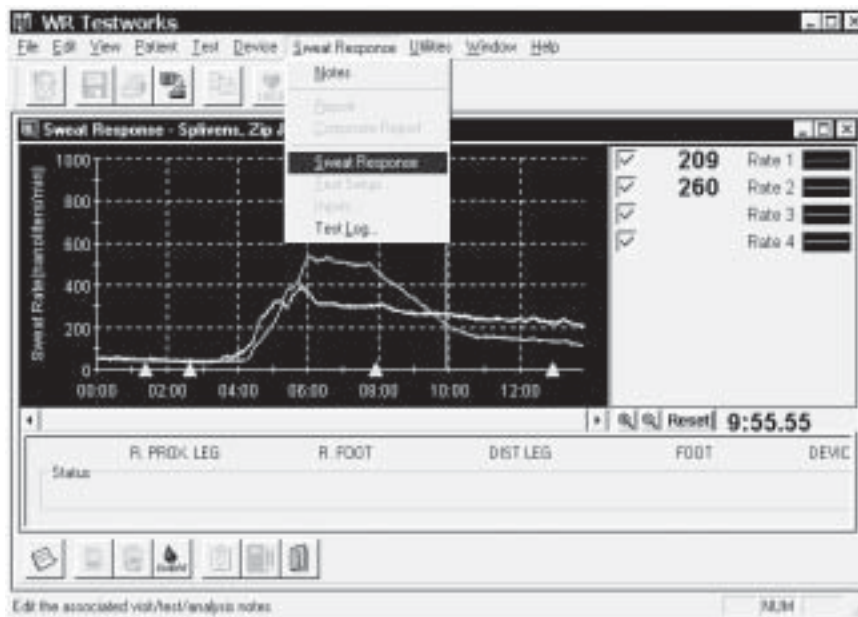 WR Testworks
File Edit View Patient Test Device Sweat Response Utilities Window Help
Notes
Sweat Response - Splivens, Zip
Corporate Report
Sweat Response
Test Setup
Test Log...
Sweat Rate(nanoliters/min)
1000
800
600
400
200
0
00:00 02:00 04:00 06:00 08:00 10:00 12:00
209 Rate 1
260 Rate 2
Rate 3
Rate 4
Reset 9:55.55
R. PROX. LEG R. FOOT DIST LEG FOOT DEVIC
Status
Edit the associated visit/test/analysis notes NUM